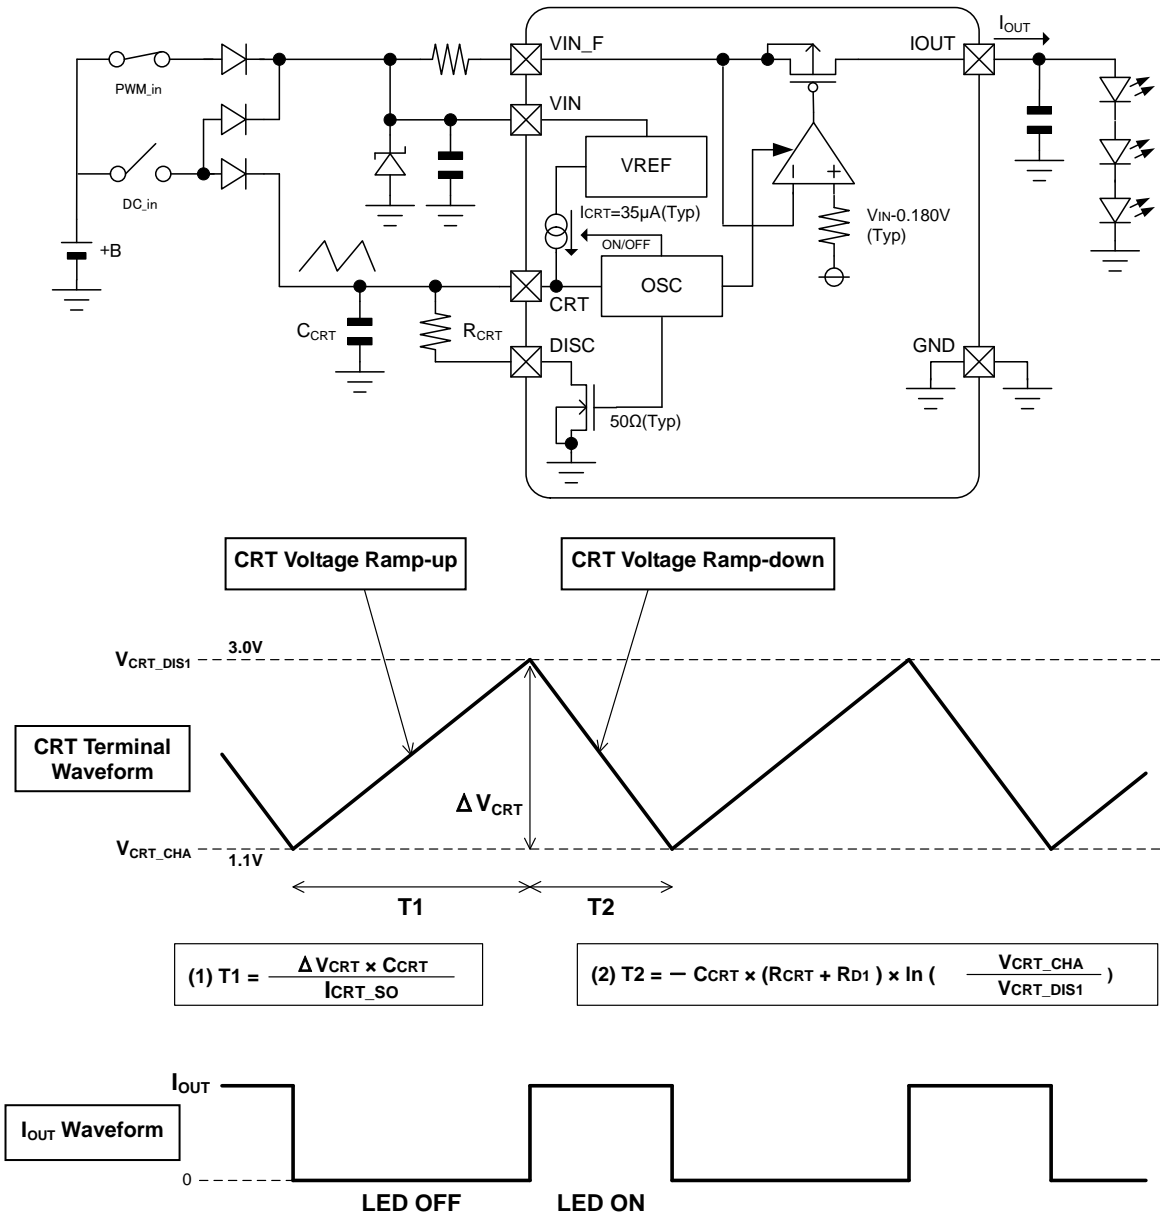 PWM_in
DC_in
+B
VIN_F
IOUT
IOUT
VIN
VREF
ICRT=35µA(Typ)
ON/OFF
VIN-0.180V
(Typ)
OSC
CRT
CCRT
RCRT
DISC
GND
50Ω(Typ)
CRT Voltage Ramp-up
CRT Voltage Ramp-down
VCRT_DIS1
3.0V
CRT Terminal
Waveform
Δ VCRT
VCRT_CHA
1.1V
T1
T2
(1) T1 = Δ VCRT × CCRT / ICRT_SO
(2) T2 = − CCRT × (RCRT + RD1 ) × ln ( VCRT_CHA / VCRT_DIS1 )
IOUT
IOUT Waveform
0
LED OFF
LED ON